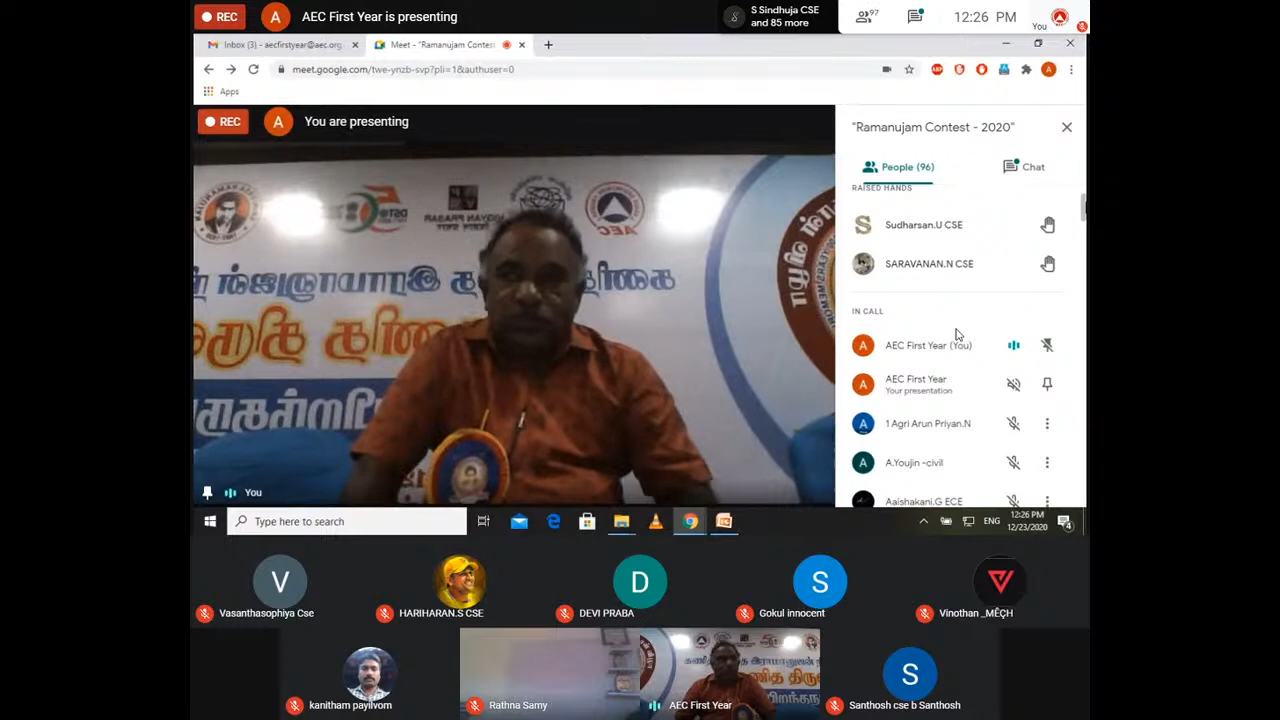 REC
A
AEC First Year is presenting
S
S Sindhuja CSE
and 85 more
97
12:26 PM
You
Inbox (3) - aecfirstyear@aec.org
Meet - "Ramanujam Contest
meet.google.com/twe-ynzb-svp?pli=1&authuser=0
ABP
A
Apps
REC
A
You are presenting
"Ramanujam Contest - 2020"
People (96)
Chat
RAISED HANDS
S
Sudharsan.U CSE
SARAVANAN.N CSE
IN CALL
A
AEC First Year (You)
A
AEC First Year
Your presentation
A
1 Agri Arun Priyan.N
A
A.Youjin -civil
Aaishakani.G ECE
AEC
You
Type here to search
ENG
12:26 PM
12/23/2020
4
V
Vasanthasophiya Cse
HARIHARAN.S CSE
D
DEVI PRABA
S
Gokul innocent
Vinothan _MÊÇH
kanitham payilvom
Rathna Samy
AEC First Year
S
Santhosh cse b Santhosh